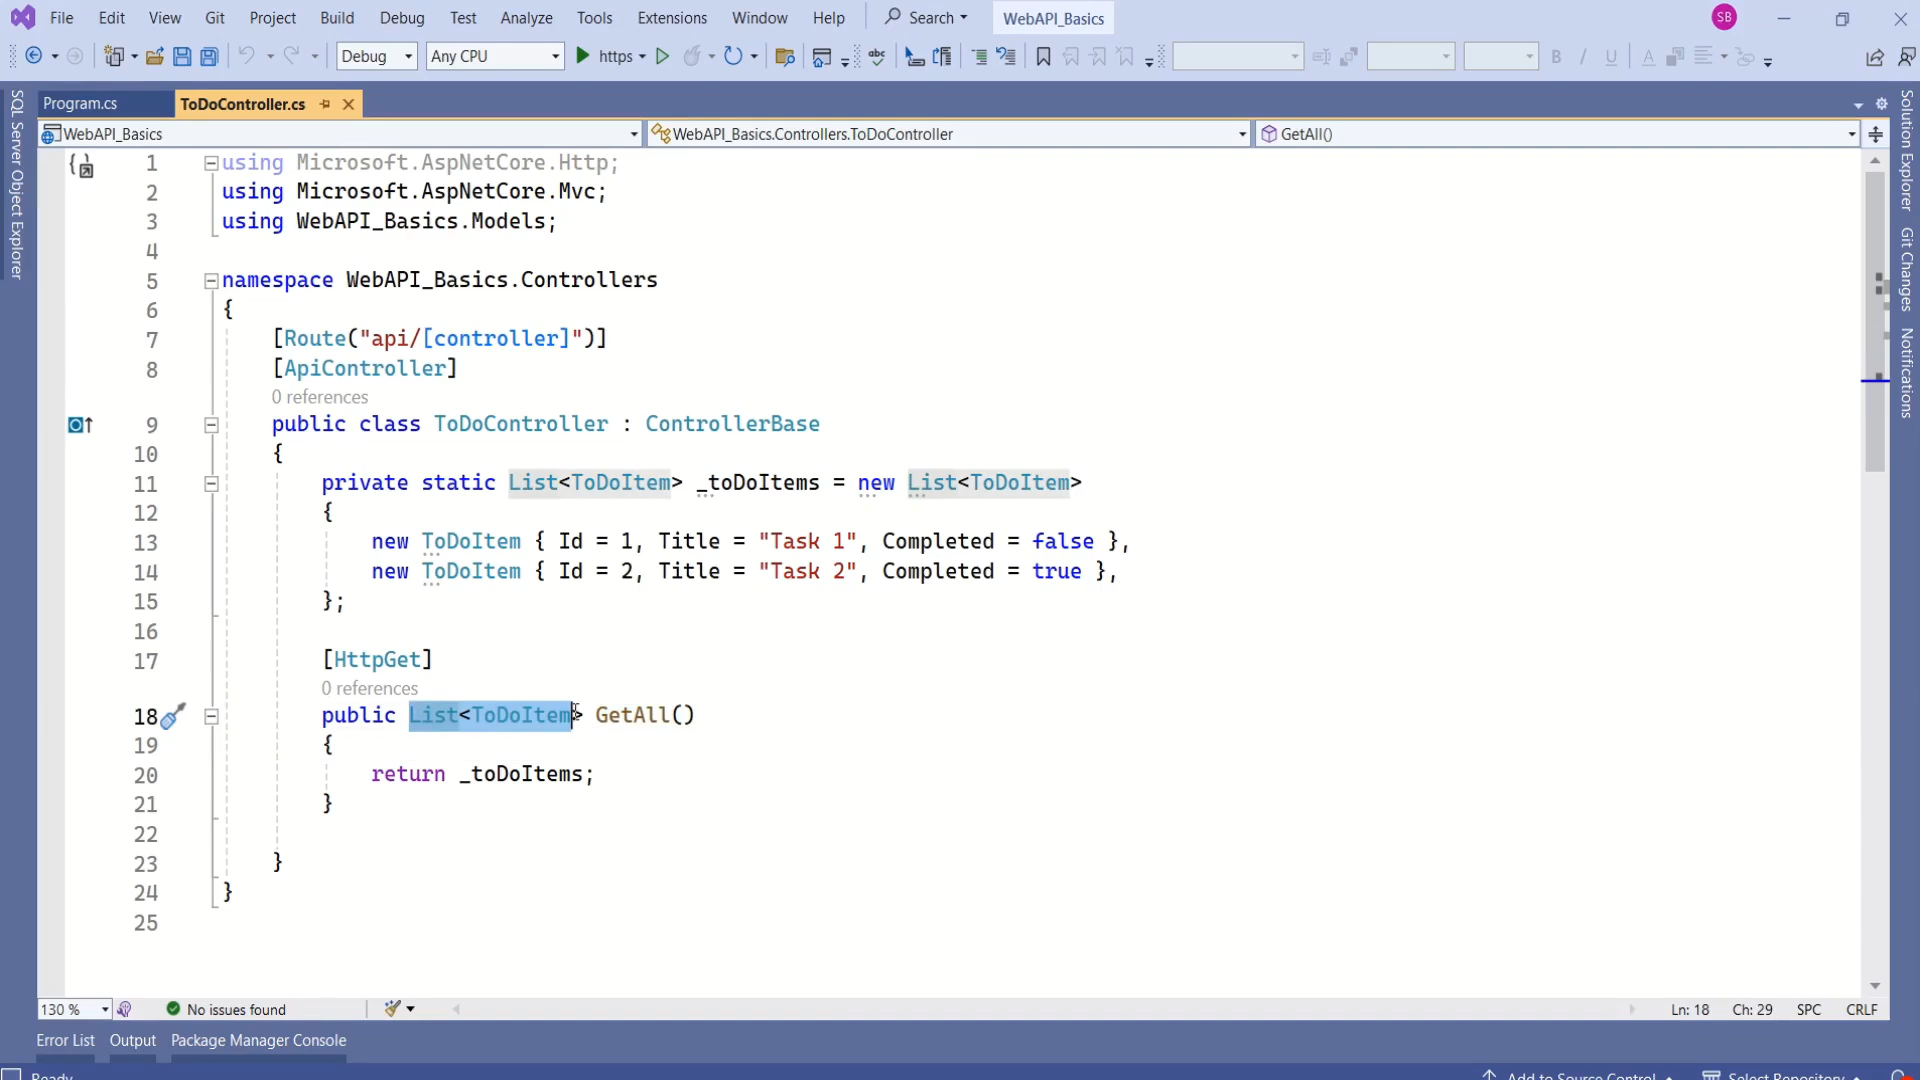 File Edit View Git Project Build Debug Test Analyze Tools Extensions Window Help Search WebAPI_Basics SB
Debug Any CPU https
Program.cs ToDoController.cs
WebAPI_Basics WebAPI_Basics.Controllers.ToDoController GetAll()
SQL Server Object Explorer
Solution Explorer
Git Changes
Notifications
1 using Microsoft.AspNetCore.Http;
2 using Microsoft.AspNetCore.Mvc;
3 using WebAPI_Basics.Models;
4
5 namespace WebAPI_Basics.Controllers
6 {
7 [Route("api/[controller]")]
8 [ApiController]
0 references
9 public class ToDoController : ControllerBase
10 {
11 private static List<ToDoItem> _toDoItems = new List<ToDoItem>
12 {
13 new ToDoItem { Id = 1, Title = "Task 1", Completed = false },
14 new ToDoItem { Id = 2, Title = "Task 2", Completed = true },
15 };
16
17 [HttpGet]
0 references
18 public List<ToDoItem> GetAll()
19 {
20 return _toDoItems;
21 }
22
23 }
24 }
25
130 % No issues found Ln: 18 Ch: 29 SPC CRLF
Error List Output Package Manager Console
Ready Add to Source Control Select Repository